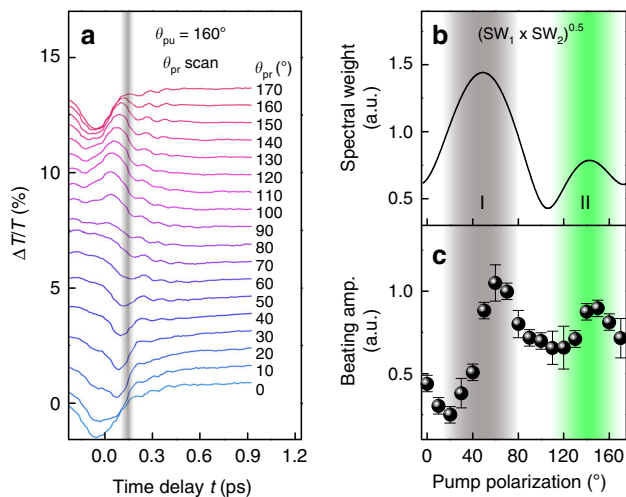 a
θpu = 160°
θpr scan
θpr (°)
170
160
150
140
130
120
110
100
90
80
70
60
50
40
30
20
10
0
15
10
5
0
ΔT/T (%)
0.0 0.3 0.6 0.9 1.2
Time delay t (ps)
b
(SW1 x SW2)^0.5
1.5
1.0
0.5
Spectral weight
(a.u.)
I
II
c
1.0
0.5
Beating amp.
(a.u.)
0 40 80 120 160
Pump polarization (°)